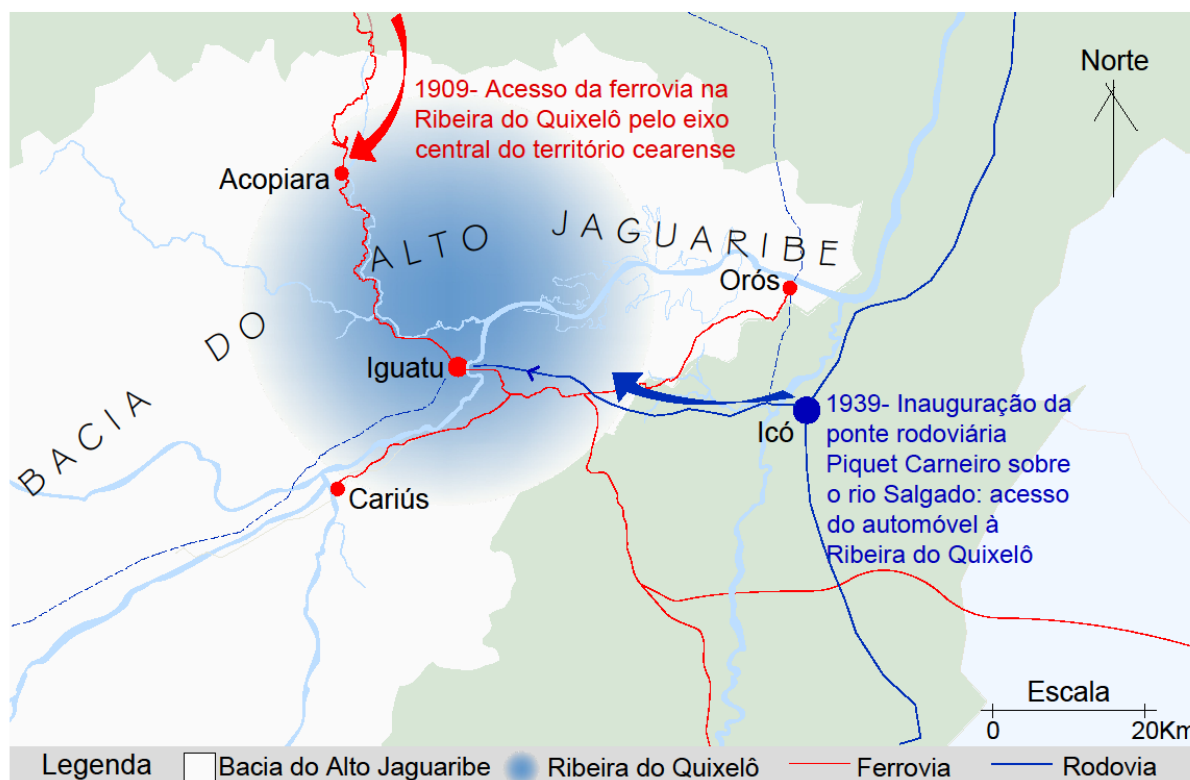 Norte
1909- Acesso da ferrovia na
Ribeira do Quixelô pelo eixo
central do território cearense
Acopiara
BACIA DO ALTO JAGUARIBE
Orós
Iguatu
Icó
1939- Inauguração da
ponte rodoviária
Piquet Carneiro sobre
o rio Salgado: acesso
do automóvel à
Ribeira do Quixelô
Cariús
Escala
0 20Km
Legenda Bacia do Alto Jaguaribe Ribeira do Quixelô Ferrovia Rodovia